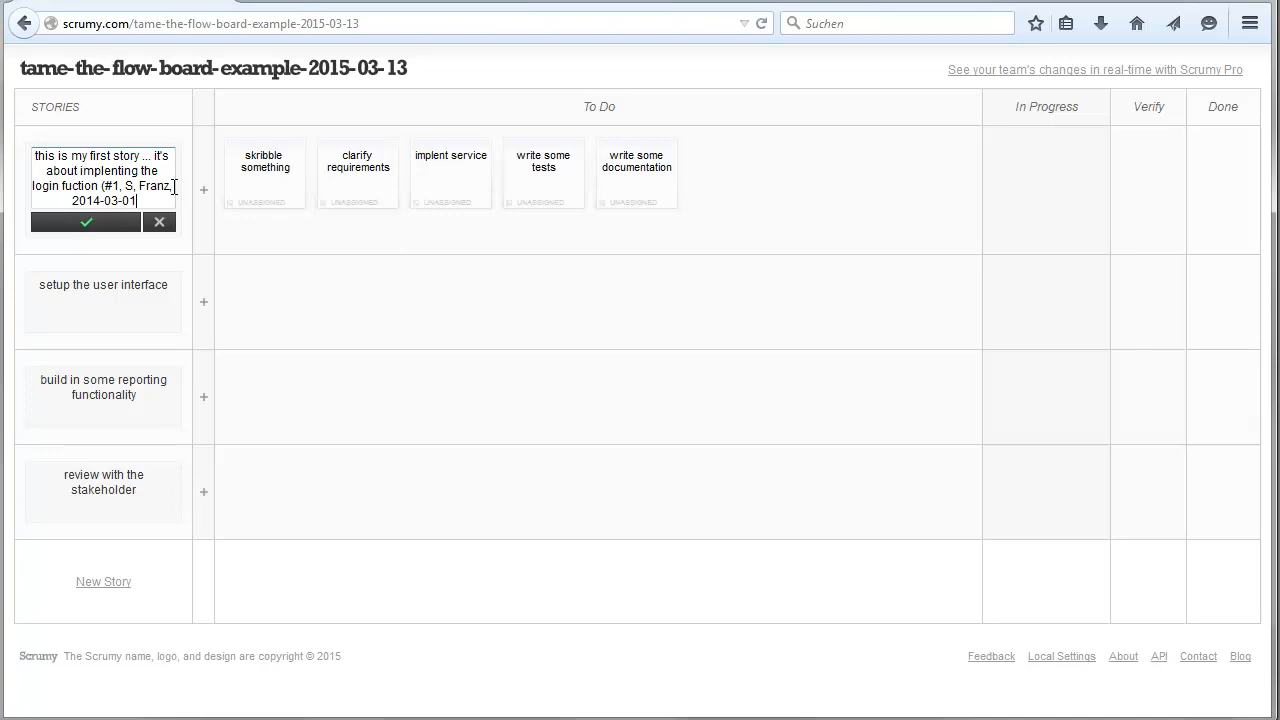 scrumy.com/tame-the-flow-board-example-2015-03-13
Suchen
tame-the-flow-board-example-2015-03-13
See your team's changes in real-time with Scrumy Pro
STORIES
To Do
In Progress
Verify
Done
this is my first story ... it's
about implenting the
login fuction (#1, S, Franz,
2014-03-01
+
skribble
something
UNASSIGNED
clarify
requirements
UNASSIGNED
implent service
UNASSIGNED
write some
tests
UNASSIGNED
write some
documentation
UNASSIGNED
setup the user interface
+
build in some reporting
functionality
+
review with the
stakeholder
+
New Story
Scrumy The Scrumy name, logo, and design are copyright © 2015
Feedback Local Settings About API Contact Blog